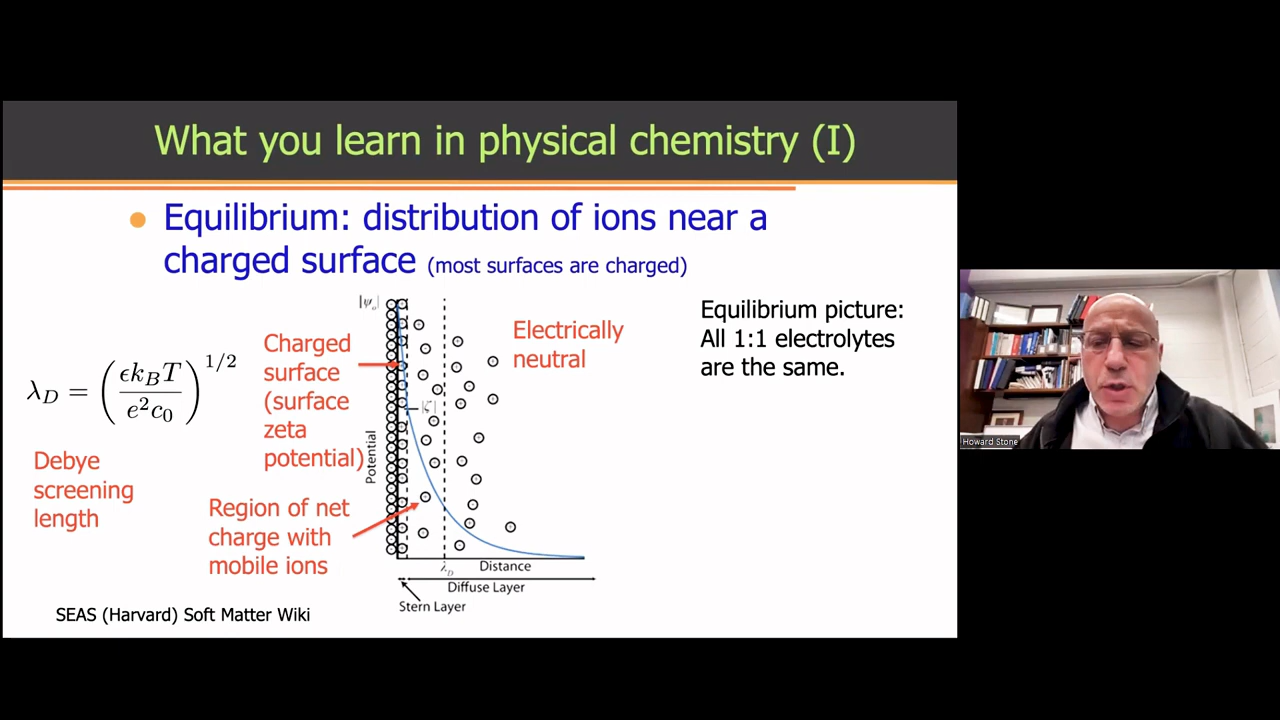 What you learn in physical chemistry (I)
Equilibrium: distribution of ions near a
charged surface (most surfaces are charged)
λ_D = (ϵk_BT / e²c₀)^{1/2}
Debye
screening
length
Charged
surface
(surface
zeta
potential)
Region of net
charge with
mobile ions
|ψ₀|
|ζ|
Potential
λ_D
Distance
Diffuse Layer
Stern Layer
Electrically
neutral
Equilibrium picture:
All 1:1 electrolytes
are the same.
SEAS (Harvard) Soft Matter Wiki
Howard Stone